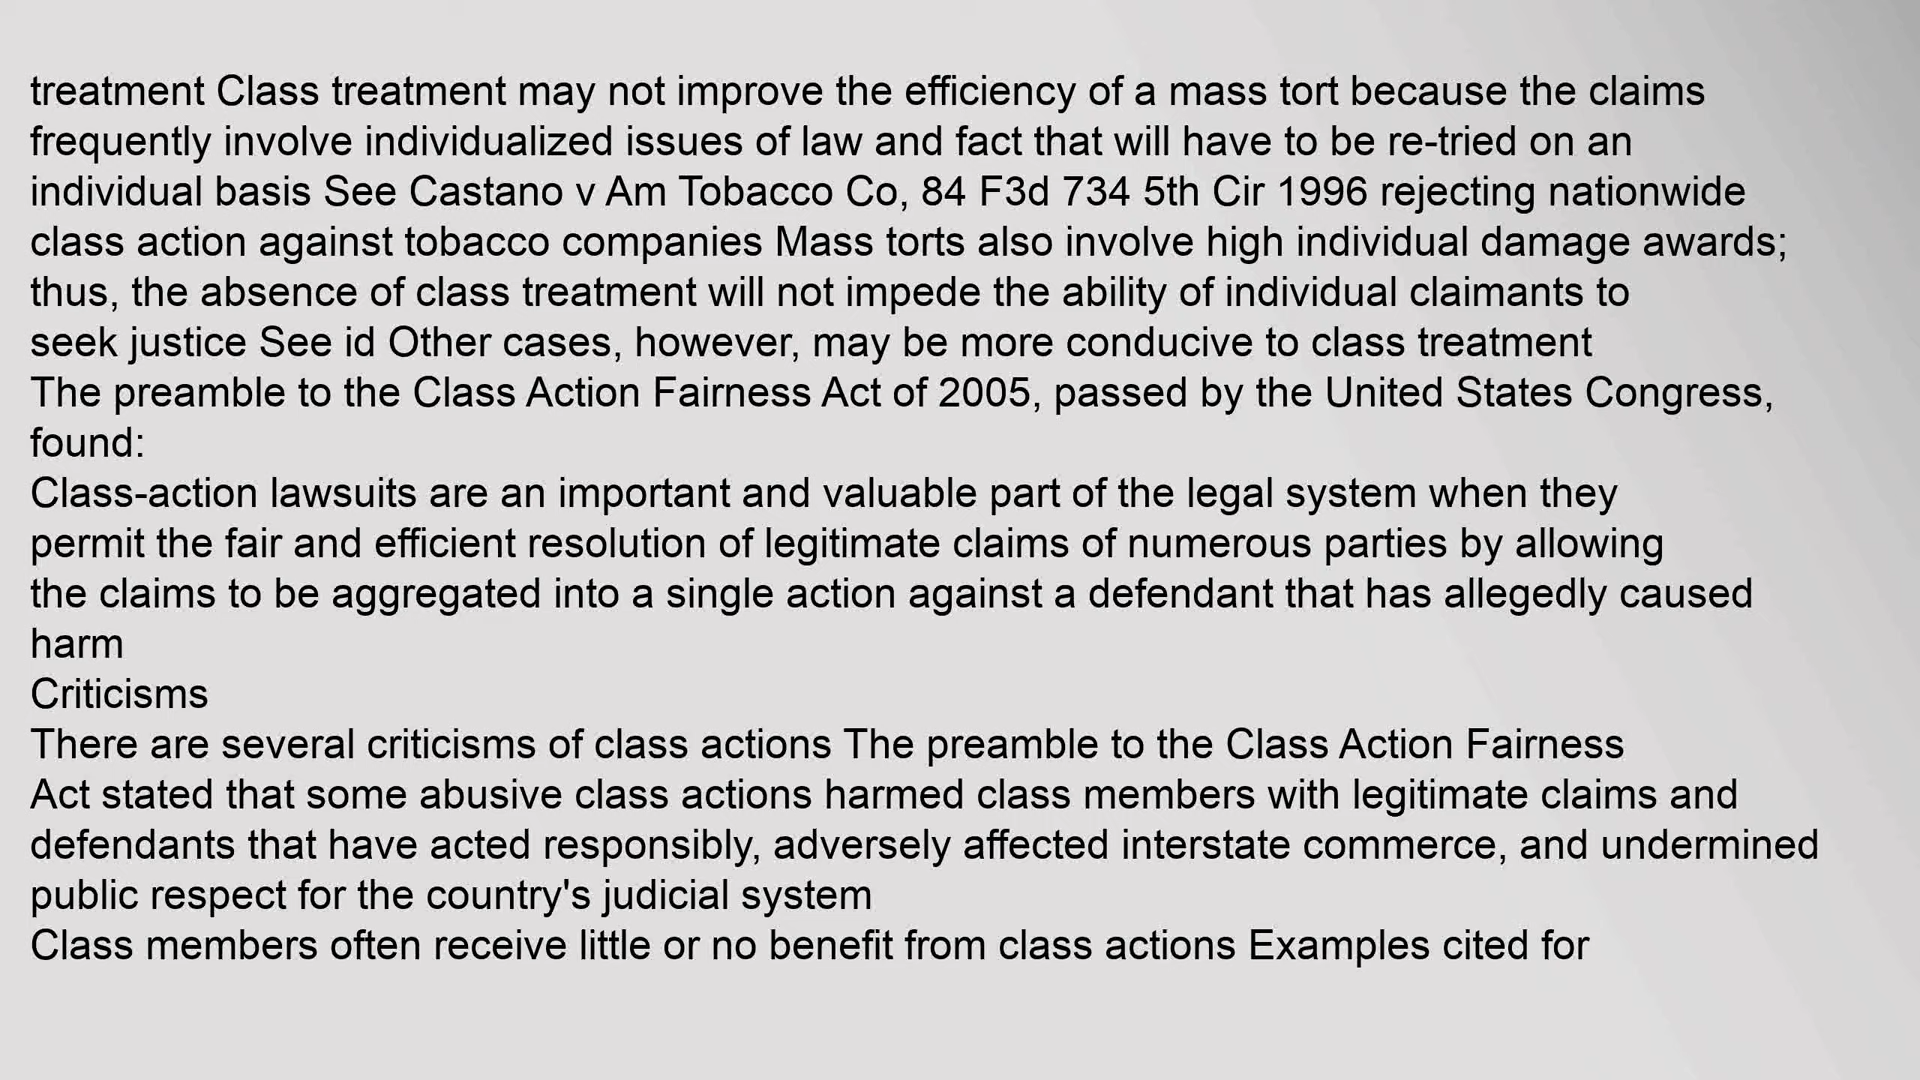 treatment Class treatment may not improve the efficiency of a mass tort because the claims
frequently involve individualized issues of law and fact that will have to be re-tried on an
individual basis See Castano v Am Tobacco Co, 84 F3d 734 5th Cir 1996 rejecting nationwide
class action against tobacco companies Mass torts also involve high individual damage awards;
thus, the absence of class treatment will not impede the ability of individual claimants to
seek justice See id Other cases, however, may be more conducive to class treatment
The preamble to the Class Action Fairness Act of 2005, passed by the United States Congress,
found:
Class-action lawsuits are an important and valuable part of the legal system when they
permit the fair and efficient resolution of legitimate claims of numerous parties by allowing
the claims to be aggregated into a single action against a defendant that has allegedly caused
harm
Criticisms
There are several criticisms of class actions The preamble to the Class Action Fairness
Act stated that some abusive class actions harmed class members with legitimate claims and
defendants that have acted responsibly, adversely affected interstate commerce, and undermined
public respect for the country's judicial system
Class members often receive little or no benefit from class actions Examples cited for